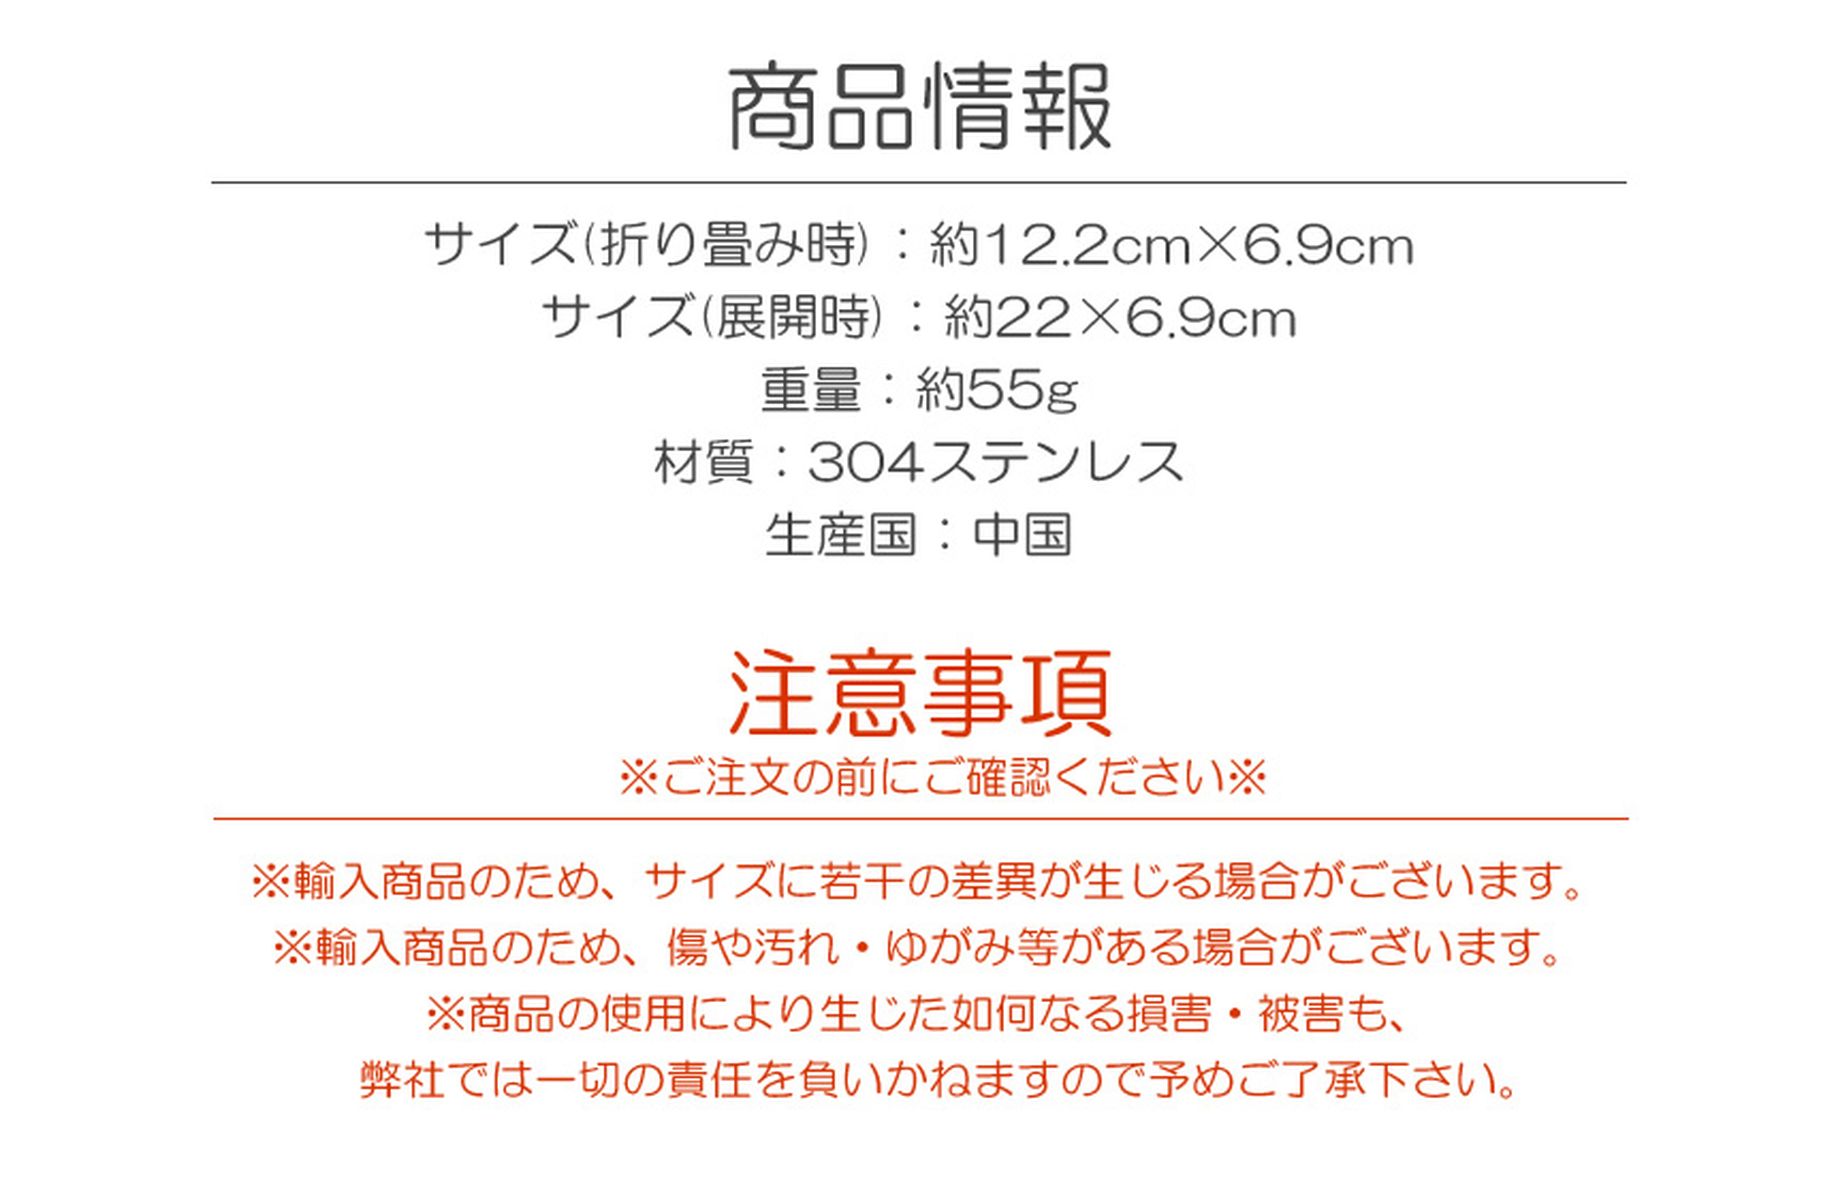 商品情報
サイズ(折り畳み時)：約12.2cm×6.9cm
サイズ(展開時)：約22×6.9cm
重量：約55g
材質：304ステンレス
生産国：中国
注意事項
※ご注文の前にご確認ください※
※輸入商品のため、サイズに若干の差異が生じる場合がございます。
※輸入商品のため、傷や汚れ・ゆがみ等がある場合がございます。
※商品の使用により生じた如何なる損害・被害も、
弊社では一切の責任を負いかねますので予めご了承下さい。